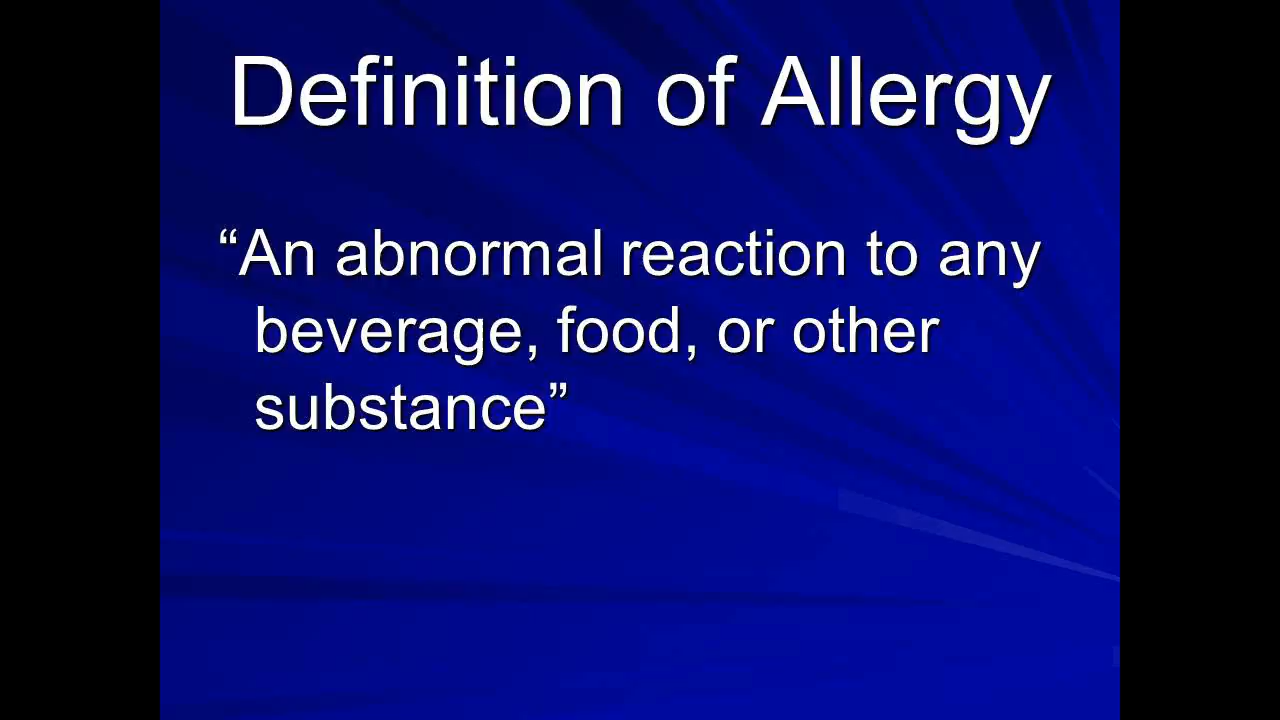 Definition of Allergy
“An abnormal reaction to any
beverage, food, or other
substance”